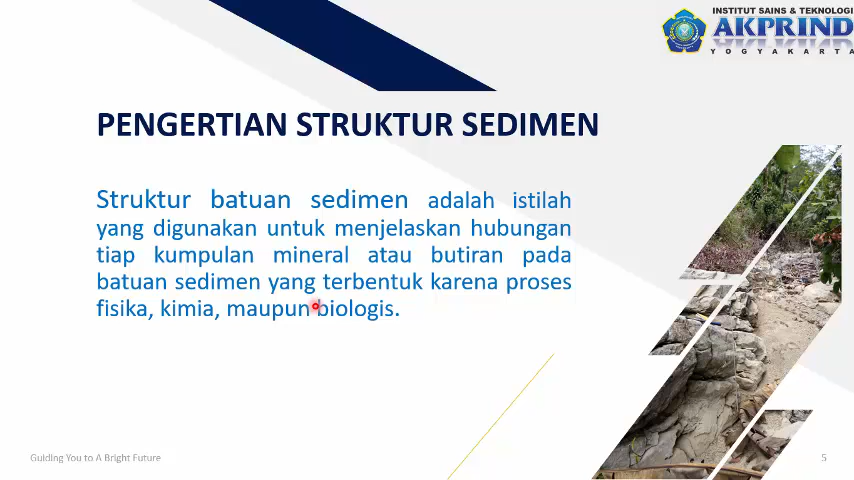 INSTITUT SAINS & TEKNOLOGI
AKPRIND
YOGYAKARTA
PENGERTIAN STRUKTUR SEDIMEN
Struktur batuan sedimen adalah istilah
yang digunakan untuk menjelaskan hubungan
tiap kumpulan mineral atau butiran pada
batuan sedimen yang terbentuk karena proses
fisika, kimia, maupun biologis.
Guiding You to A Bright Future
5